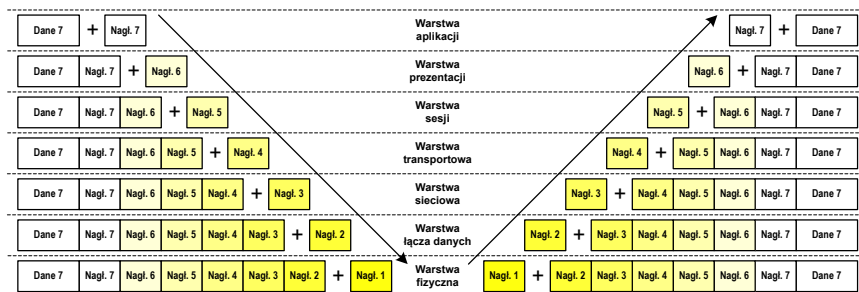 Dane 7 + Nagł. 7 Warstwa aplikacji Nagł. 7 + Dane 7
Dane 7 Nagł. 7 + Nagł. 6 Warstwa prezentacji Nagł. 6 + Nagł. 7 Dane 7
Dane 7 Nagł. 7 Nagł. 6 + Nagł. 5 Warstwa sesji Nagł. 5 + Nagł. 6 Nagł. 7 Dane 7
Dane 7 Nagł. 7 Nagł. 6 Nagł. 5 + Nagł. 4 Warstwa transportowa Nagł. 4 + Nagł. 5 Nagł. 6 Nagł. 7 Dane 7
Dane 7 Nagł. 7 Nagł. 6 Nagł. 5 Nagł. 4 + Nagł. 3 Warstwa sieciowa Nagł. 3 + Nagł. 4 Nagł. 5 Nagł. 6 Nagł. 7 Dane 7
Dane 7 Nagł. 7 Nagł. 6 Nagł. 5 Nagł. 4 Nagł. 3 + Nagł. 2 Warstwa łącza danych Nagł. 2 + Nagł. 3 Nagł. 4 Nagł. 5 Nagł. 6 Nagł. 7 Dane 7
Dane 7 Nagł. 7 Nagł. 6 Nagł. 5 Nagł. 4 Nagł. 3 Nagł. 2 + Nagł. 1 Warstwa fizyczna Nagł. 1 + Nagł. 2 Nagł. 3 Nagł. 4 Nagł. 5 Nagł. 6 Nagł. 7 Dane 7